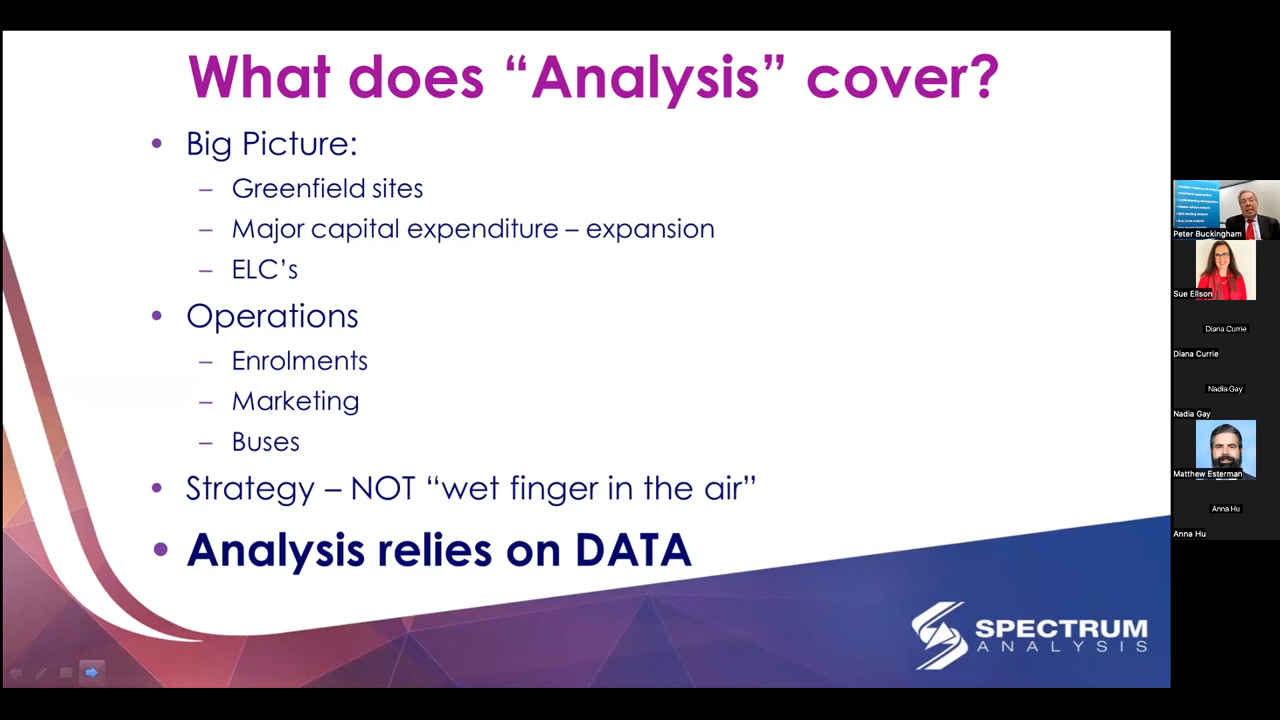 What does “Analysis” cover?
• Big Picture:
– Greenfield sites
– Major capital expenditure – expansion
– ELC’s
• Operations
– Enrolments
– Marketing
– Buses
• Strategy – NOT “wet finger in the air”
• Analysis relies on DATA
SPECTRUM
ANALYSIS
Peter Buckingham
Sue Ellson
Diana Currie
Diana Currie
Nadia Gay
Nadia Gay
Matthew Esterman
Anna Hu
Anna Hu